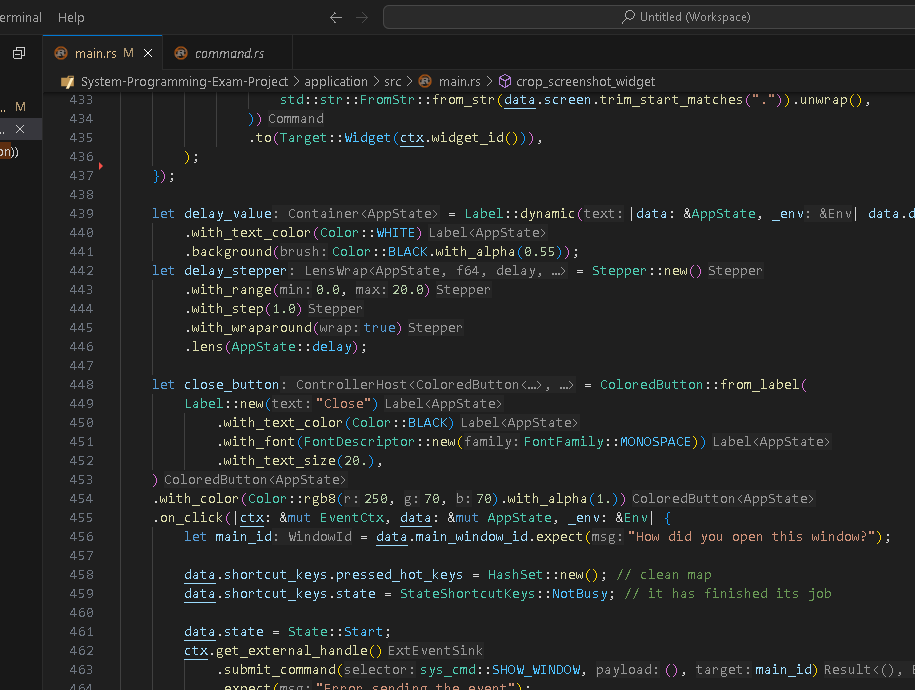 erminal Help ← → Untitled (Workspace)
main.rs M × command.rs
System-Programming-Exam-Project > application > src > main.rs > crop_screenshot_widget
.. M
.. ×
on))
433 std::str::FromStr::from_str(data.screen.trim_start_matches(".")).unwrap(),
434 )) Command
435 .to(Target::Widget(ctx.widget_id())),
436 );
437 });
438
439 let delay_value: Container<AppState> = Label::dynamic(text: |data: &AppState, _env: &Env| data.d
440 .with_text_color(Color::WHITE) Label<AppState>
441 .background(brush: Color::BLACK.with_alpha(0.55));
442 let delay_stepper: LensWrap<AppState, f64, delay, …> = Stepper::new() Stepper
443 .with_range(min: 0.0, max: 20.0) Stepper
444 .with_step(1.0) Stepper
445 .with_wraparound(wrap: true) Stepper
446 .lens(AppState::delay);
447
448 let close_button: ControllerHost<ColoredButton<…>, …> = ColoredButton::from_label(
449 Label::new(text: "Close") Label<AppState>
450 .with_text_color(Color::BLACK) Label<AppState>
451 .with_font(FontDescriptor::new(family: FontFamily::MONOSPACE)) Label<AppState>
452 .with_text_size(20.),
453 ) ColoredButton<AppState>
454 .with_color(Color::rgb8(r: 250, g: 70, b: 70).with_alpha(1.)) ColoredButton<AppState>
455 .on_click(|ctx: &mut EventCtx, data: &mut AppState, _env: &Env| {
456 let main_id: WindowId = data.main_window_id.expect(msg: "How did you open this window?");
457
458 data.shortcut_keys.pressed_hot_keys = HashSet::new(); // clean map
459 data.shortcut_keys.state = StateShortcutKeys::NotBusy; // it has finished its job
460
461 data.state = State::Start;
462 ctx.get_external_handle() ExtEventSink
463 .submit_command(selector: sys_cmd::SHOW_WINDOW, payload: (), target: main_id) Result<(), E
464 .expect(msg: "Error sending the event");